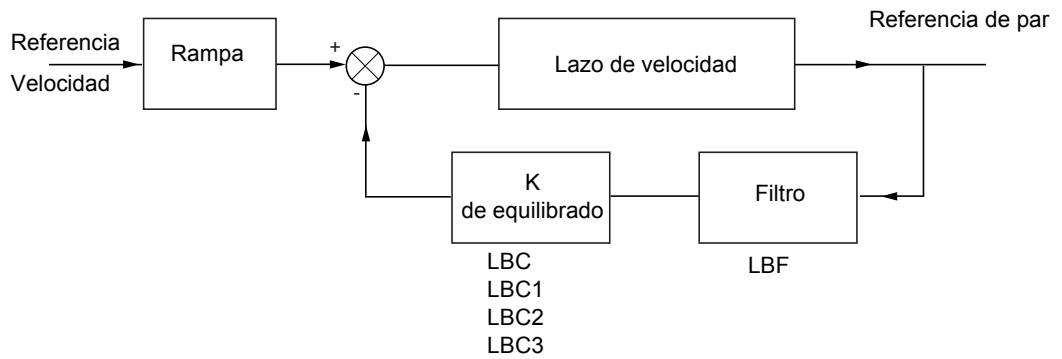 Referencia de par
Referencia
Velocidad
Rampa
+
-
Lazo de velocidad
K
de equilibrado
Filtro
LBC
LBC1
LBC2
LBC3
LBF